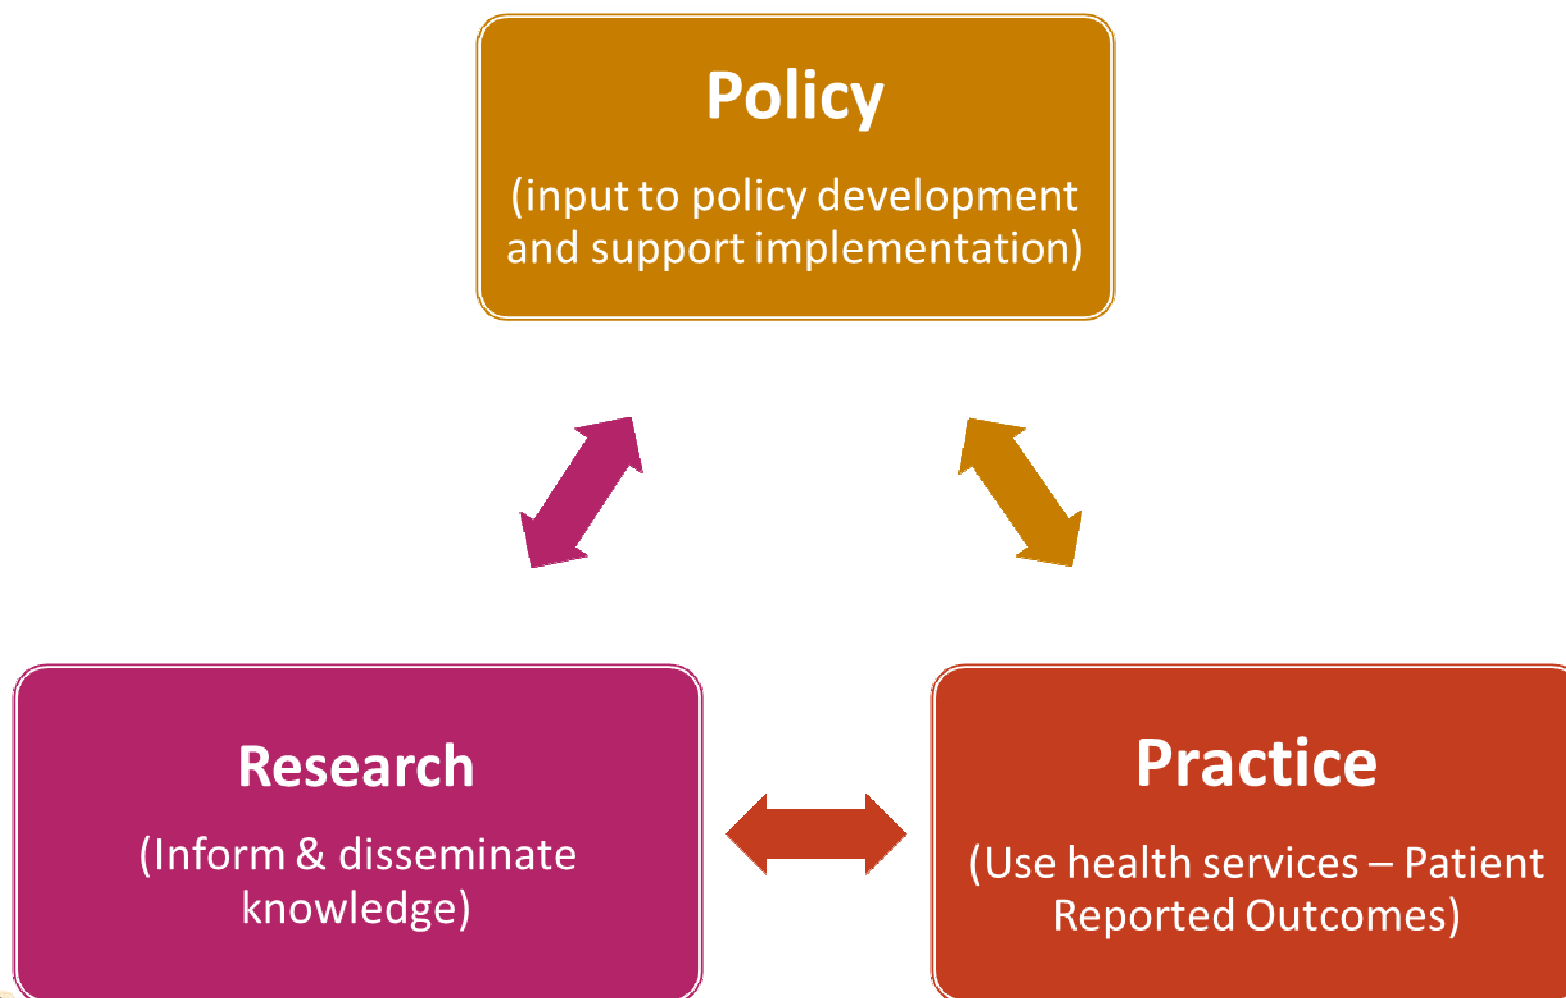 Policy
(input to policy development
and support implementation)
Research
(Inform & disseminate
knowledge)
Practice
(Use health services – Patient
Reported Outcomes)